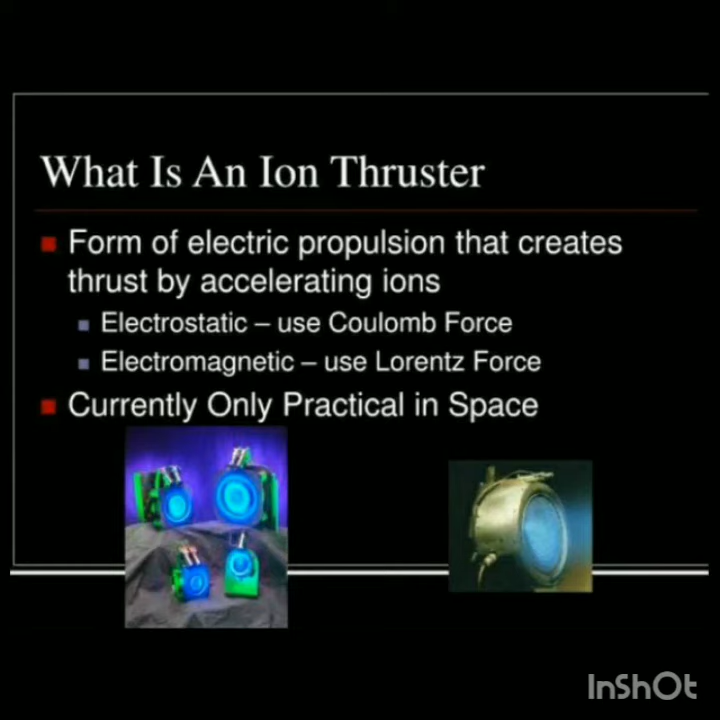 What Is An Ion Thruster
Form of electric propulsion that creates
thrust by accelerating ions
Electrostatic – use Coulomb Force
Electromagnetic – use Lorentz Force
Currently Only Practical in Space
InShOt